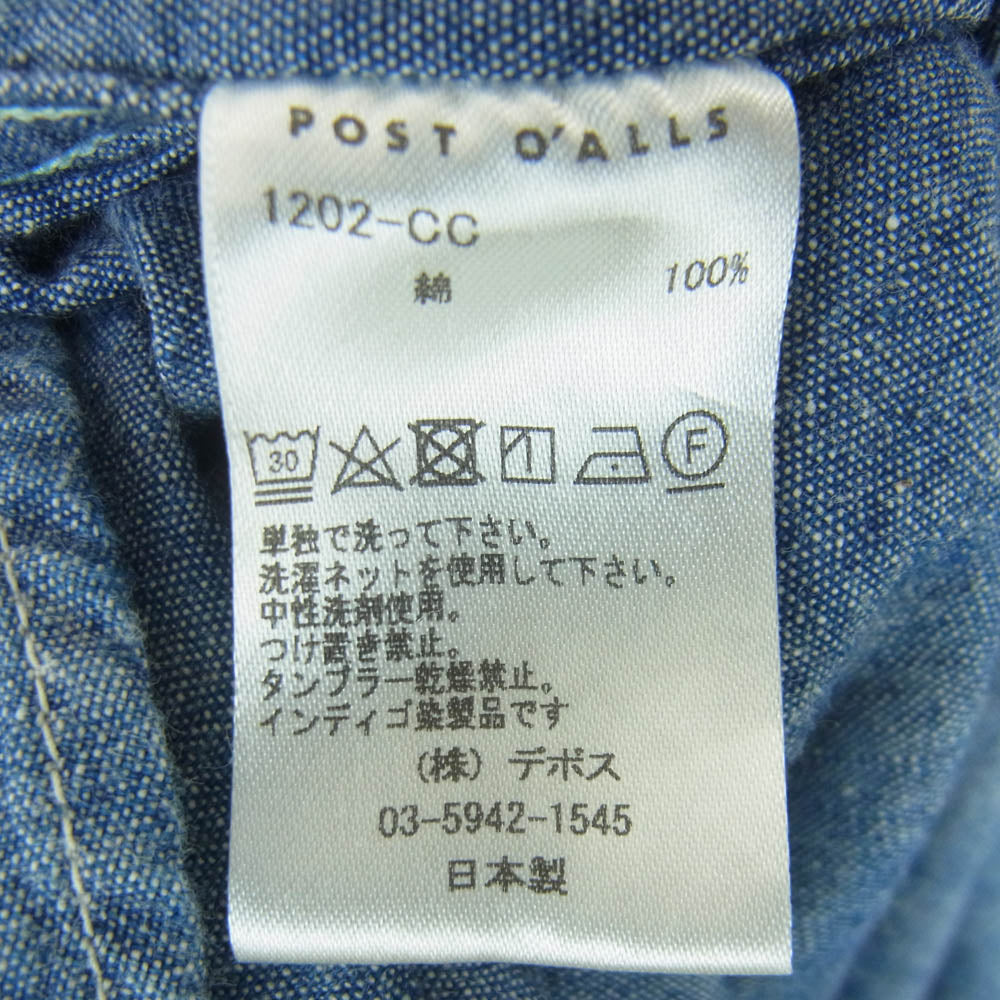 POST O'ALLS
1202-CC
綿 100%
30 F
単独で洗って下さい。
洗濯ネットを使用して下さい。
中性洗剤使用。
つけ置き禁止。
タンブラー乾燥禁止。
インディゴ染製品です
(株) デポス
03-5942-1545
日本製